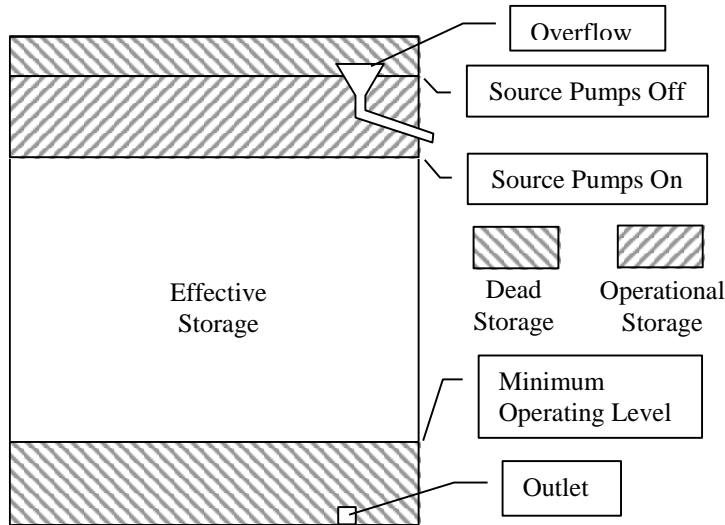 Overflow
Source Pumps Off
Source Pumps On
Effective
Storage
Dead
Storage
Operational
Storage
Minimum
Operating Level
Outlet